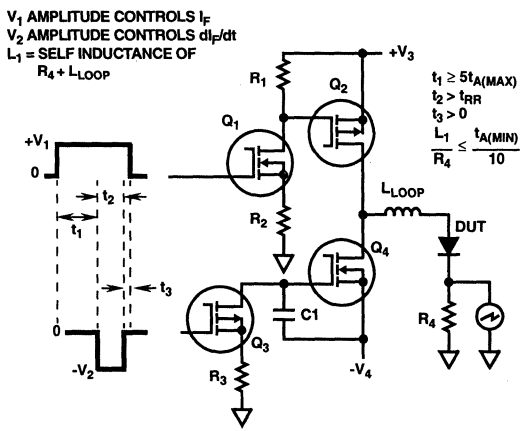 V1 AMPLITUDE CONTROLS IF
V2 AMPLITUDE CONTROLS dIF/dt
L1 = SELF INDUCTANCE OF
R4 + LLOOP
+V3
R1
Q2
t1 ≥ 5tA(MAX)
t2 > tRR
t3 > 0
L1/R4 ≤ tA(MIN)/10
Q1
+V1
0
t2
t1
R2
LLOOP
DUT
Q4
t3
0
C1
R4
Q3
-V2
R3
-V4